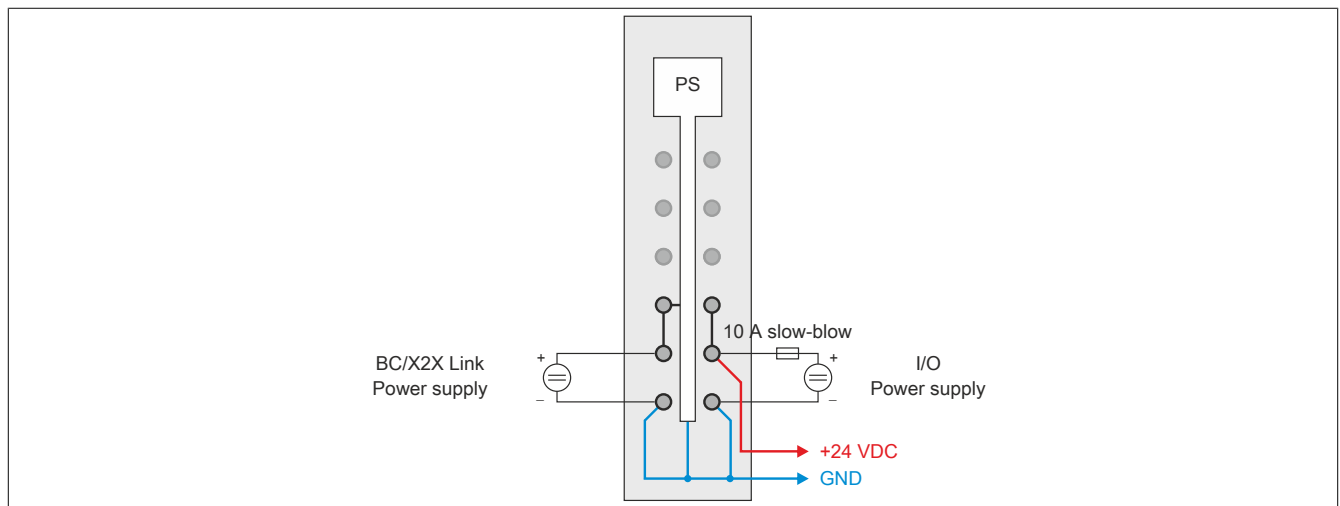 PS
10 A slow-blow
BC/X2X Link
Power supply
+
−
+
−
I/O
Power supply
+24 VDC
GND